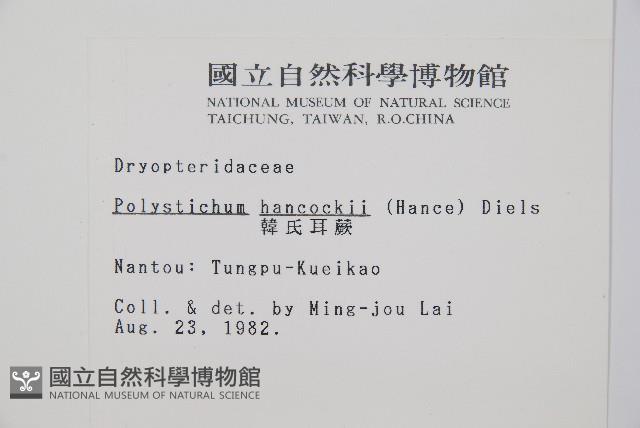 國立自然科學博物館
NATIONAL MUSEUM OF NATURAL SCIENCE
TAICHUNG, TAIWAN, R.O.CHINA
Dryopteridaceae
Polystichum hancockii (Hance) Diels
韓氏耳蕨
Nantou: Tungpu-Kueikao
Coll. & det. by Ming-jou Lai
Aug. 23, 1982.
國立自然科學博物館
NATIONAL MUSEUM OF NATURAL SCIENCE